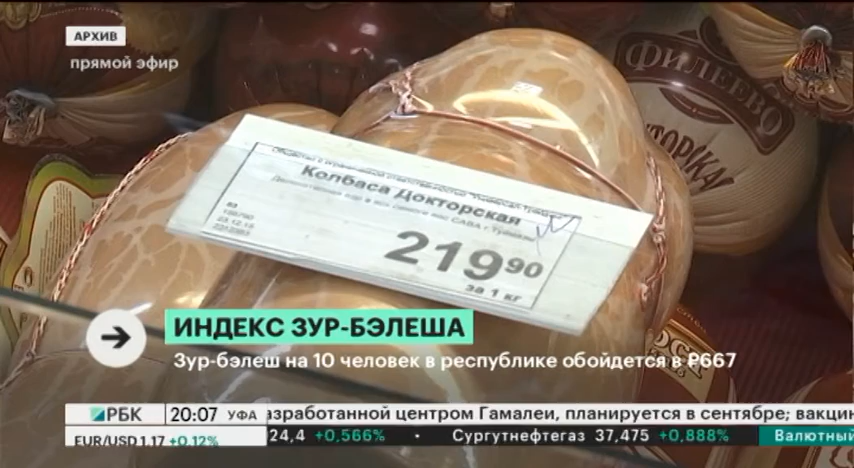 АРХИВ
прямой эфир
ФИЛЕЕВО
Колбаса Докторская
219 90
за 1 кг
ИНДЕКС ЗУР-БЭЛЕША
Зур-бэлеш на 10 человек в республике обойдется в ₽667
РБК 20:07 УФА азработанной центром Гамалеи, планируется в сентябре; вакцин
EUR/USD 1,17 +0,12% 24,4 +0,566% · Сургутнефтегаз 37,475 +0,888% Валютный